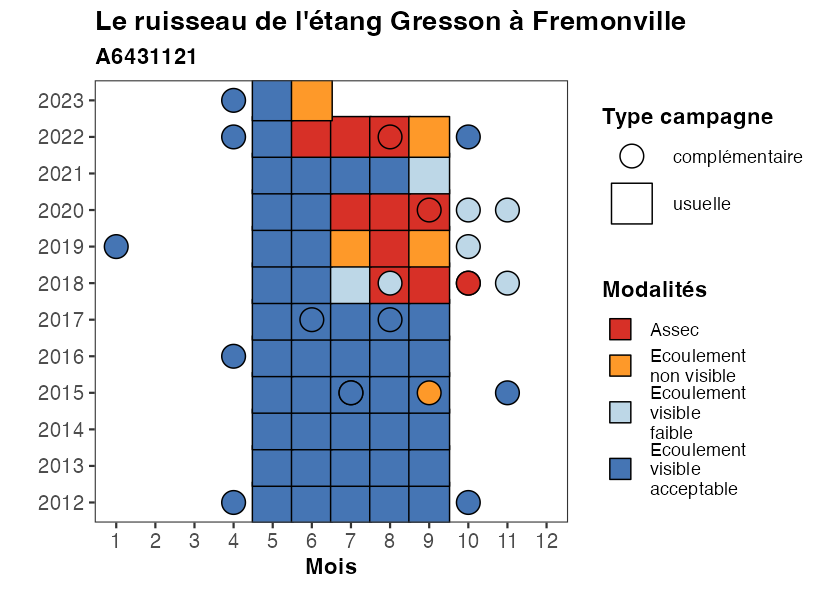 Le ruisseau de l'étang Gresson à Fremonville
A6431121
2023
2022
2021
2020
2019
2018
2017
2016
2015
2014
2013
2012
1 2 3 4 5 6 7 8 9 10 11 12
Mois
Type campagne
complémentaire
usuelle
Modalités
Assec
Ecoulement
non visible
Ecoulement
visible
faible
Ecoulement
visible
acceptable